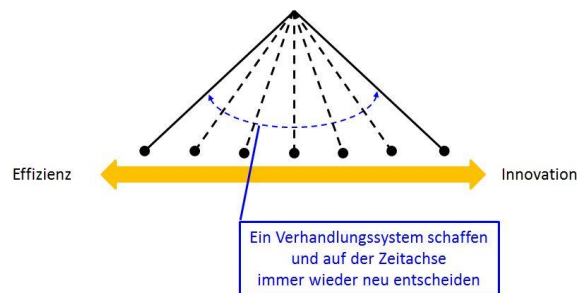 Effizienz
Innovation
Ein Verhandlungssystem schaffen
und auf der Zeitachse
immer wieder neu entscheiden